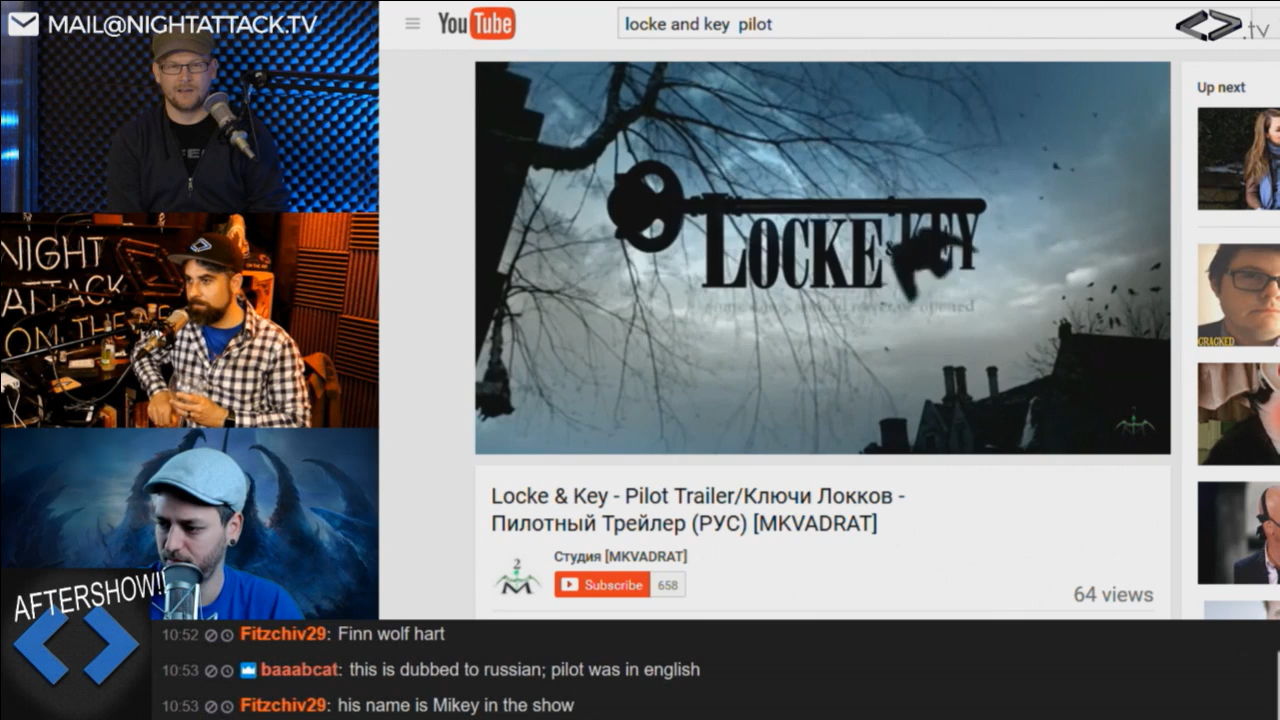 MAIL@NIGHTATTACK.TV
YouTube
locke and key pilot
.tv
Up next
LOCKE & KEY
CRACKED
NIGHT
ATTACK
ON THE
Locke & Key - Pilot Trailer/Ключи Локков -
Пилотный Трейлер (РУС) [MKVADRAT]
Студия [MKVADRAT]
Subscribe 658
64 views
AFTERSHOW!!
10:52 Fitzchiv29: Finn wolf hart
10:53 baaabcat: this is dubbed to russian; pilot was in english
10:53 Fitzchiv29: his name is Mikey in the show